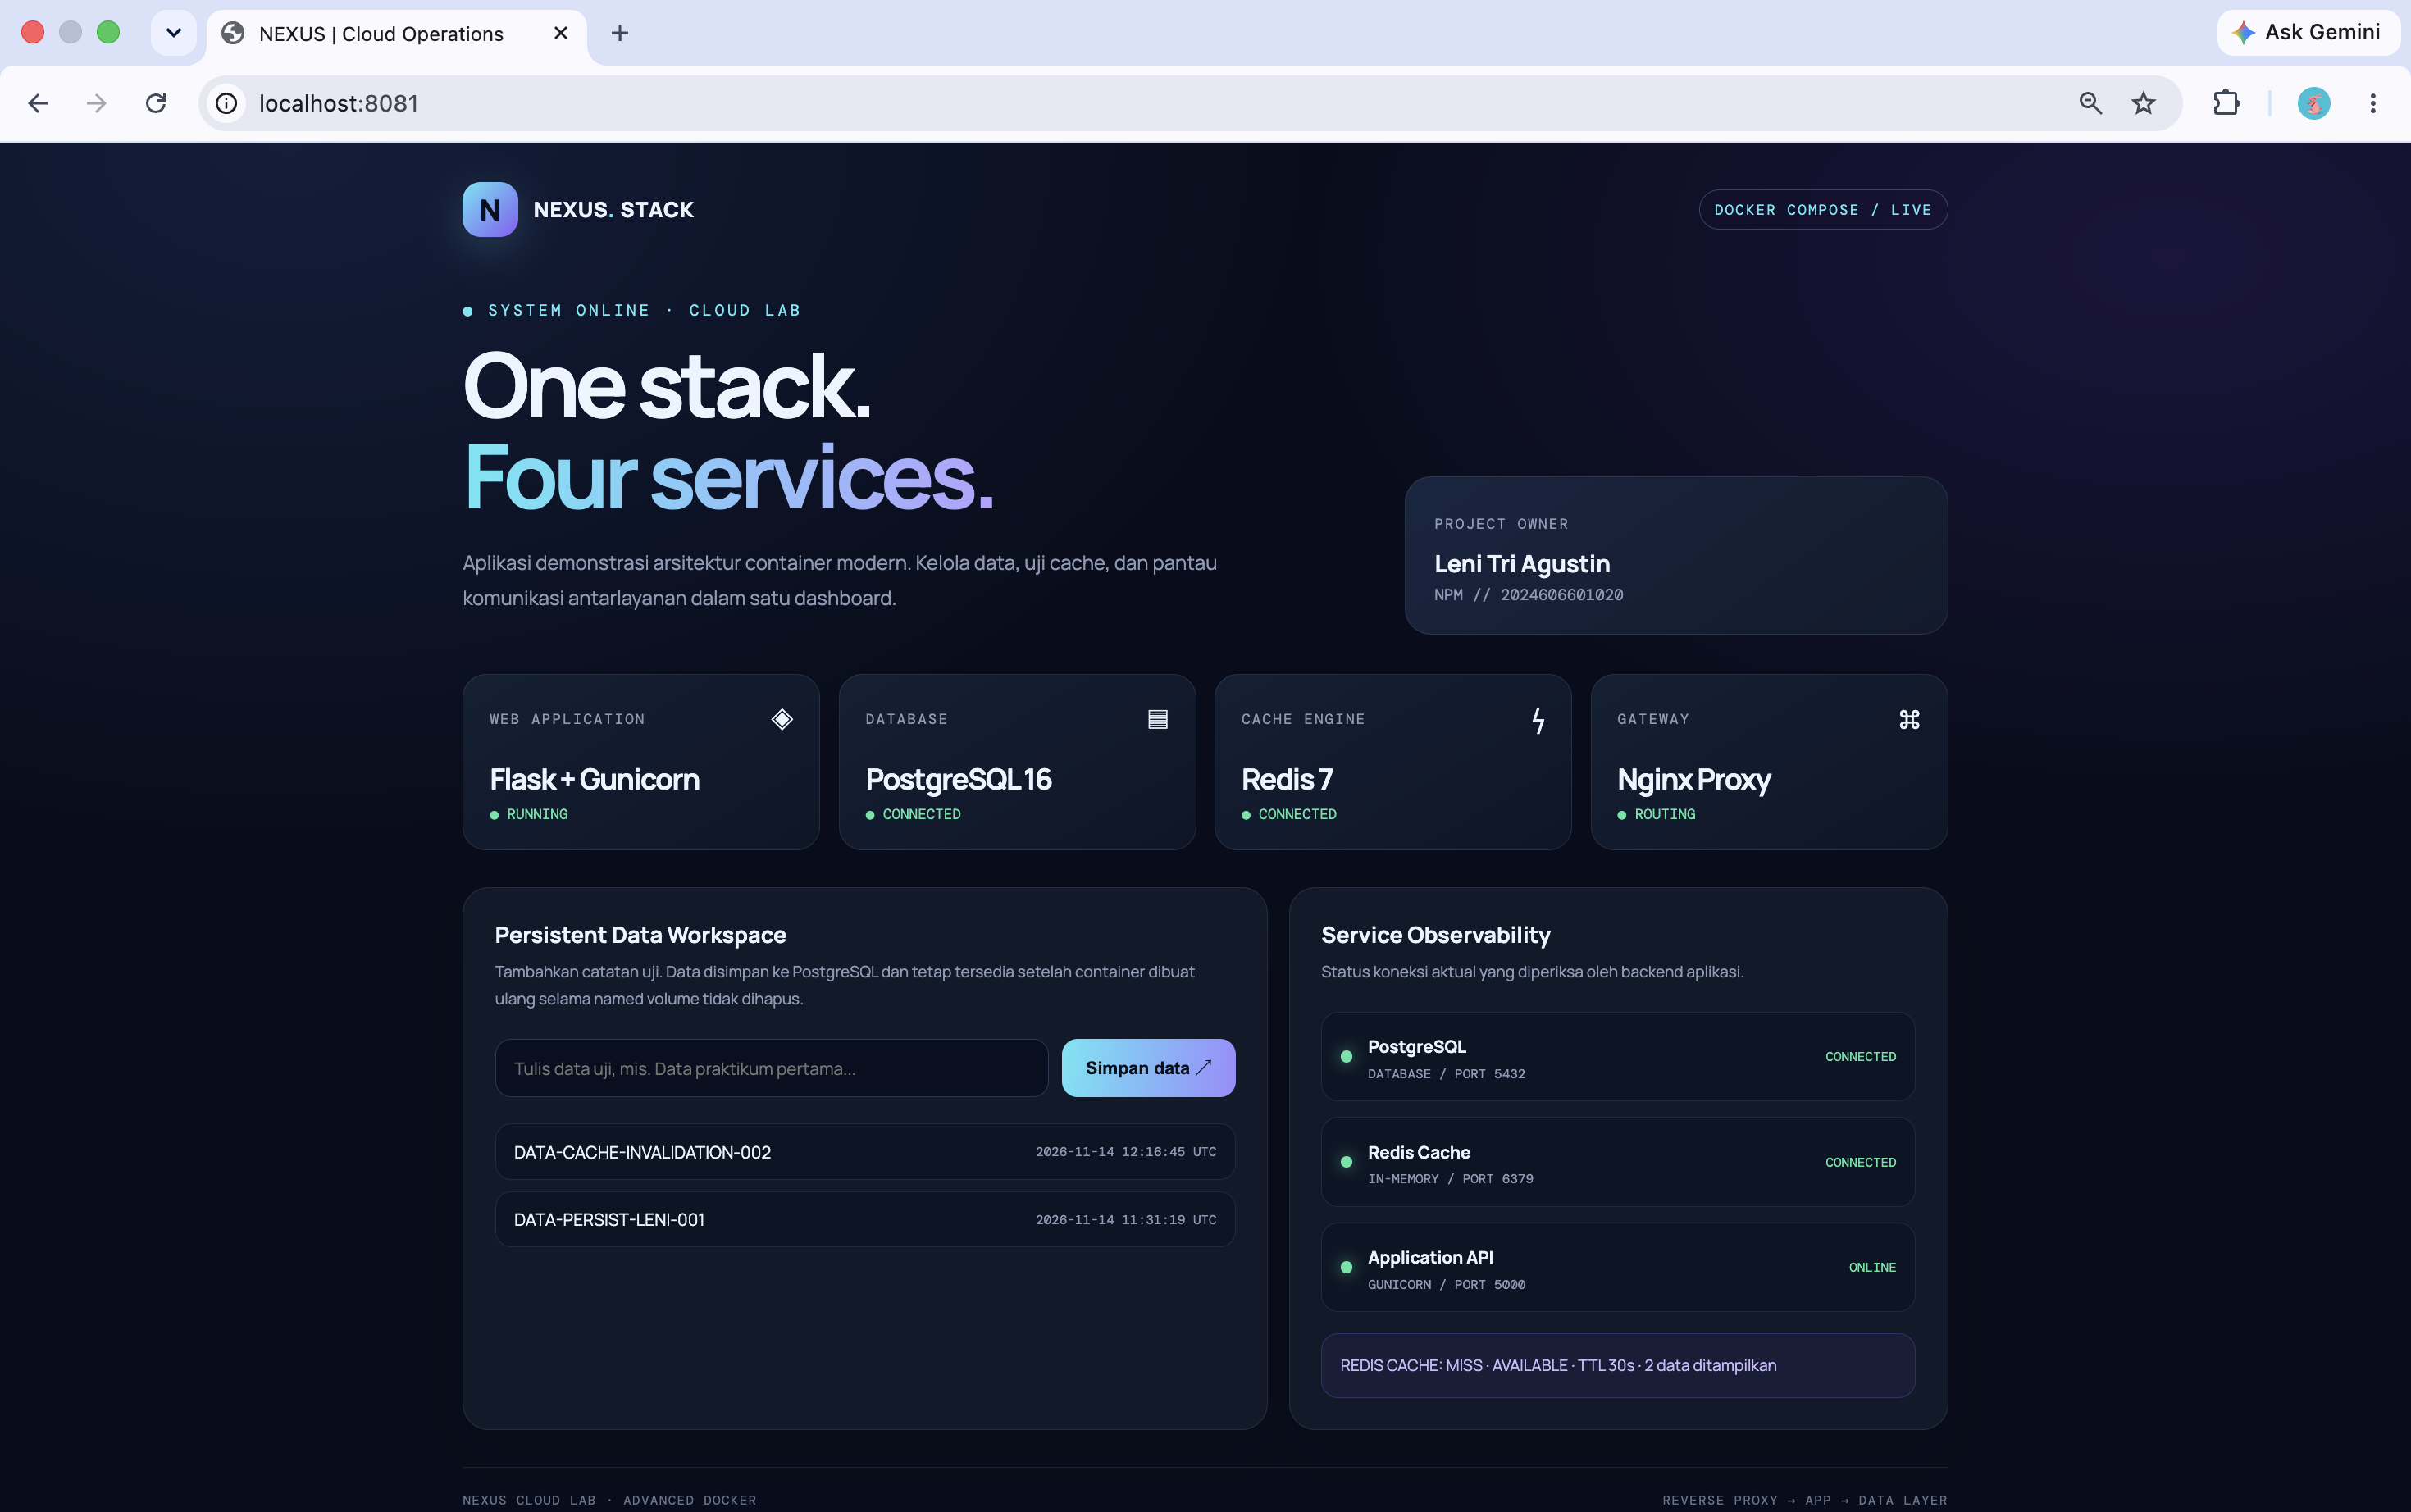 NEXUS | Cloud Operations
Ask Gemini
localhost:8081
N
NEXUS. STACK
DOCKER COMPOSE / LIVE
SYSTEM ONLINE · CLOUD LAB
One stack.
Four services.
Aplikasi demonstrasi arsitektur container modern. Kelola data, uji cache, dan pantau
komunikasi antarlayanan dalam satu dashboard.
PROJECT OWNER
Leni Tri Agustin
NPM // 2024606601020
WEB APPLICATION
Flask + Gunicorn
RUNNING
DATABASE
PostgreSQL 16
CONNECTED
CACHE ENGINE
Redis 7
CONNECTED
GATEWAY
Nginx Proxy
ROUTING
Persistent Data Workspace
Tambahkan catatan uji. Data disimpan ke PostgreSQL dan tetap tersedia setelah container dibuat
ulang selama named volume tidak dihapus.
Tulis data uji, mis. Data praktikum pertama...
Simpan data ↗
DATA-CACHE-INVALIDATION-002
2026-11-14 12:16:45 UTC
DATA-PERSIST-LENI-001
2026-11-14 11:31:19 UTC
Service Observability
Status koneksi aktual yang diperiksa oleh backend aplikasi.
PostgreSQL
DATABASE / PORT 5432
CONNECTED
Redis Cache
IN-MEMORY / PORT 6379
CONNECTED
Application API
GUNICORN / PORT 5000
ONLINE
REDIS CACHE: MISS · AVAILABLE · TTL 30s · 2 data ditampilkan
NEXUS CLOUD LAB · ADVANCED DOCKER
REVERSE PROXY → APP → DATA LAYER